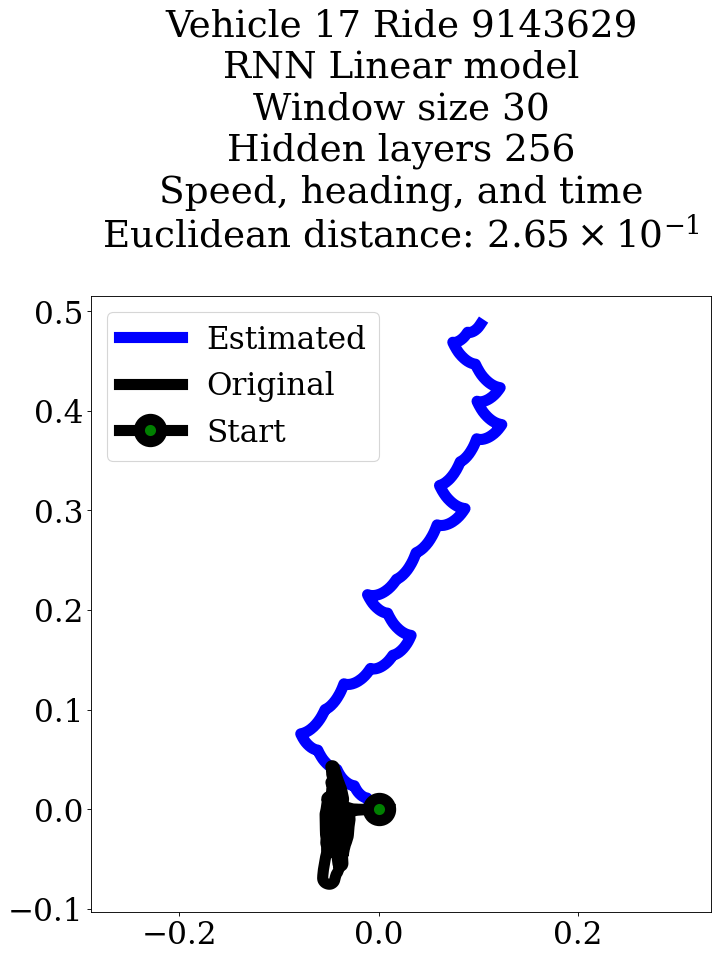 Vehicle 17 Ride 9143629
RNN Linear model
Window size 30
Hidden layers 256
Speed, heading, and time
Euclidean distance: 2.65 × 10⁻¹
Estimated
Original
Start
0.5
0.4
0.3
0.2
0.1
0.0
−0.1
−0.2
0.0
0.2